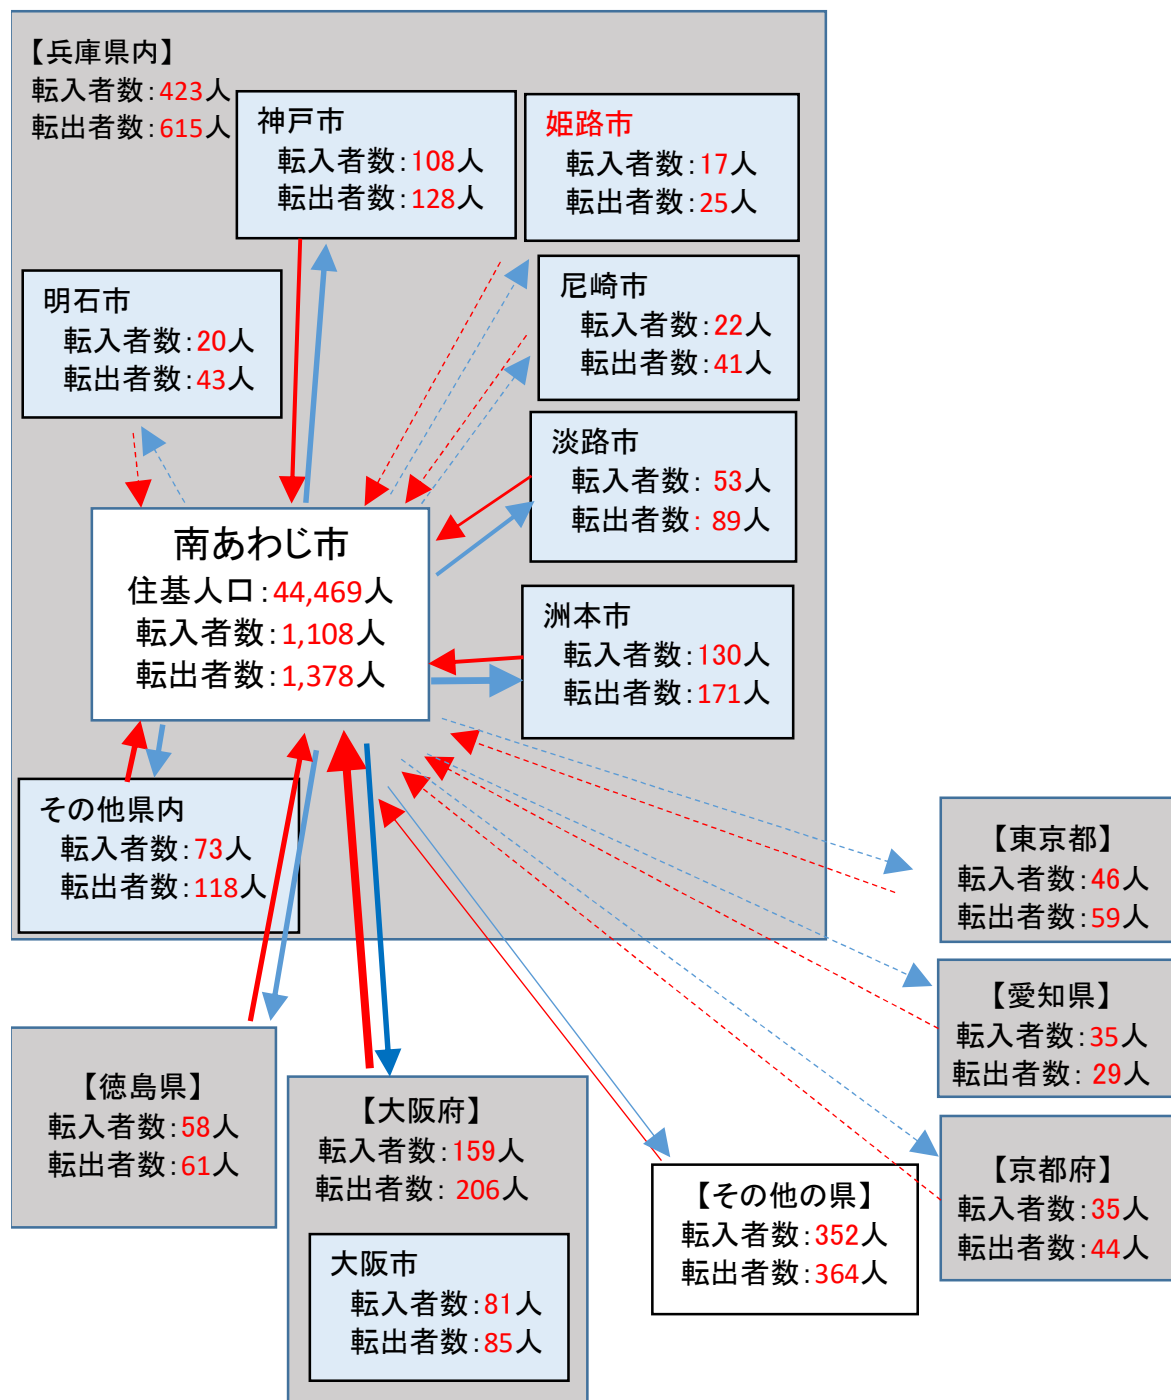 【兵庫県内】
転入者数：423人
転出者数：615人
神戸市
転入者数：108人
転出者数：128人
姫路市
転入者数：17人
転出者数：25人
明石市
転入者数：20人
転出者数：43人
尼崎市
転入者数：22人
転出者数：41人
淡路市
転入者数：53人
転出者数：89人
南あわじ市
住基人口：44,469人
転入者数：1,108人
転出者数：1,378人
洲本市
転入者数：130人
転出者数：171人
その他県内
転入者数：73人
転出者数：118人
【東京都】
転入者数：46人
転出者数：59人
【愛知県】
転入者数：35人
転出者数：29人
【徳島県】
転入者数：58人
転出者数：61人
【大阪府】
転入者数：159人
転出者数：206人
大阪市
転入者数：81人
転出者数：85人
【その他の県】
転入者数：352人
転出者数：364人
【京都府】
転入者数：35人
転出者数：44人